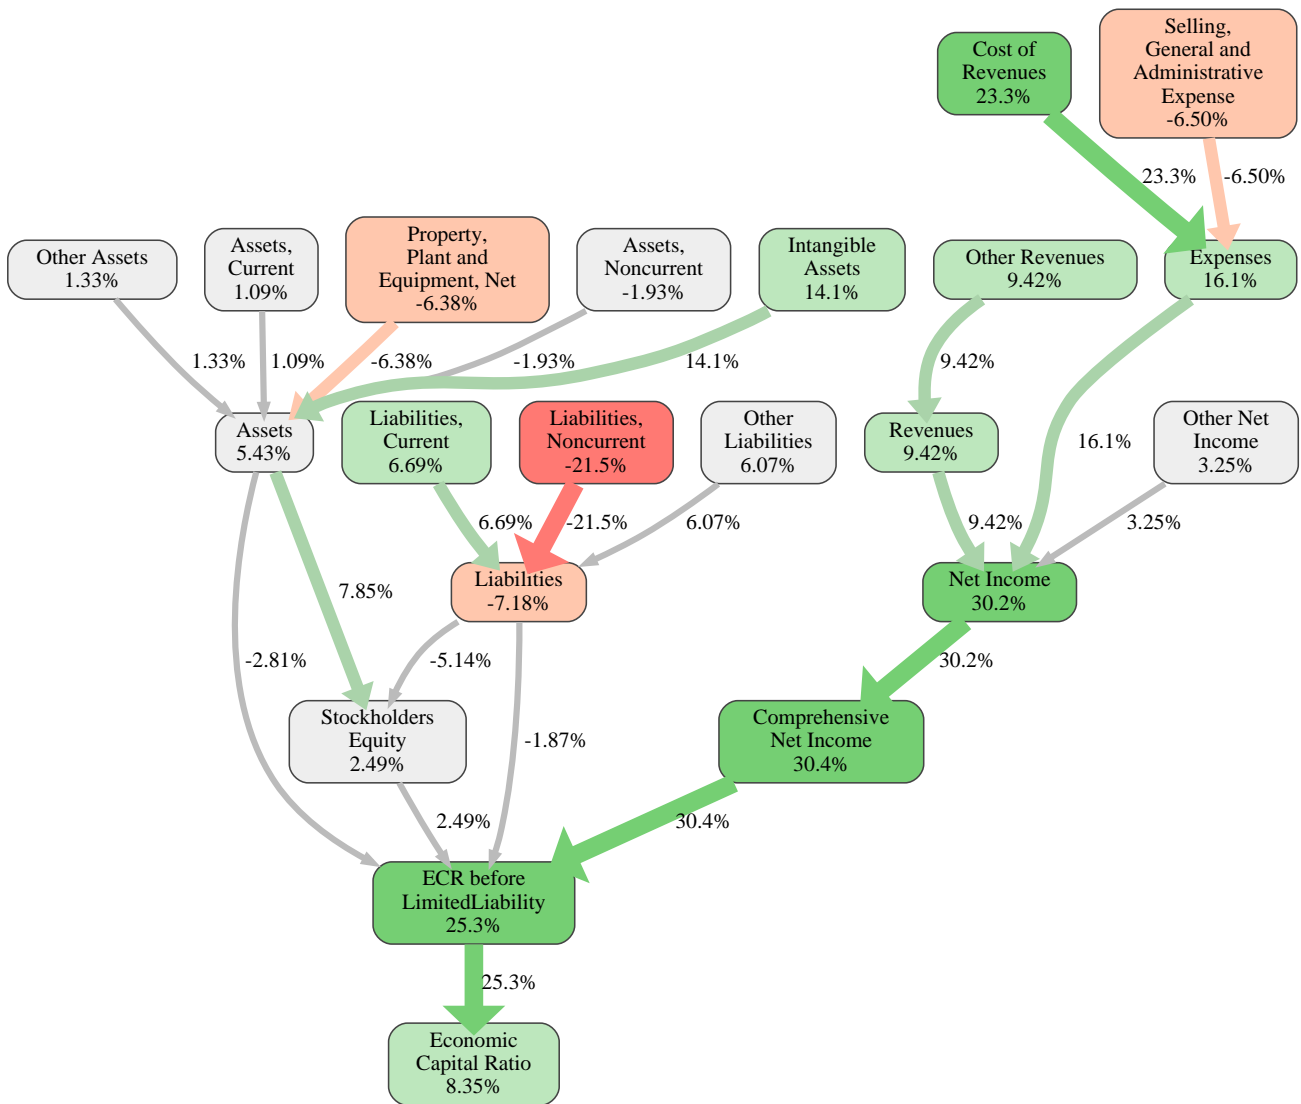 Cost of
Revenues
23.3%
Selling,
General and
Administrative
Expense
-6.50%
23.3%
-6.50%
Other Assets
1.33%
Assets,
Current
1.09%
Property,
Plant and
Equipment, Net
-6.38%
Assets,
Noncurrent
-1.93%
Intangible
Assets
14.1%
Other Revenues
9.42%
Expenses
16.1%
1.33%
1.09%
-6.38%
-1.93%
14.1%
9.42%
16.1%
Assets
5.43%
Liabilities,
Current
6.69%
Liabilities,
Noncurrent
-21.5%
Other
Liabilities
6.07%
Revenues
9.42%
Other Net
Income
3.25%
6.69%
-21.5%
6.07%
9.42%
3.25%
7.85%
Liabilities
-7.18%
Net Income
30.2%
-2.81%
-5.14%
30.2%
Stockholders
Equity
2.49%
-1.87%
Comprehensive
Net Income
30.4%
2.49%
30.4%
ECR before
LimitedLiability
25.3%
25.3%
Economic
Capital Ratio
8.35%